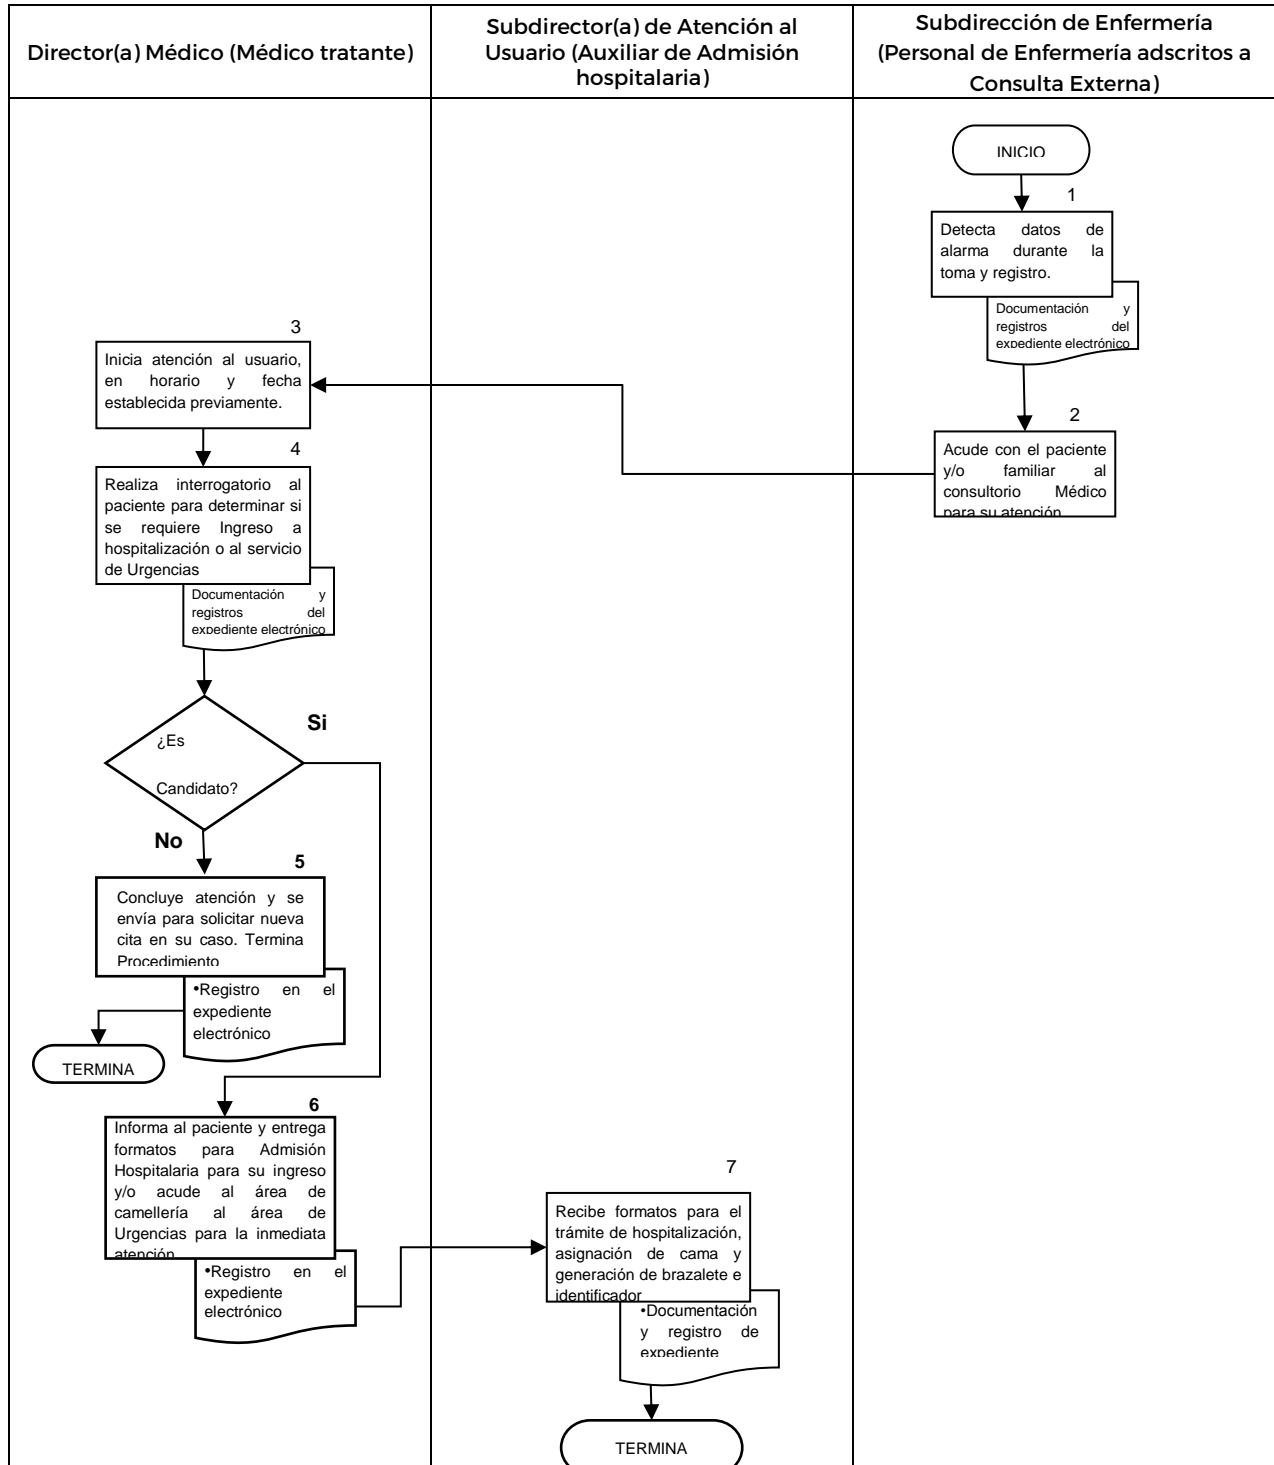 Director(a) Médico (Médico tratante)
Subdirector(a) de Atención al
Usuario (Auxiliar de Admisión
hospitalaria)
Subdirección de Enfermería
(Personal de Enfermería adscritos a
Consulta Externa)
INICIO
1
Detecta datos de
alarma durante la
toma y registro.
Documentación y
registros del
expediente electrónico
2
Acude con el paciente
y/o familiar al
consultorio Médico
para su atención
3
Inicia atención al usuario,
en horario y fecha
establecida previamente.
4
Realiza interrogatorio al
paciente para determinar si
se requiere Ingreso a
hospitalización o al servicio
de Urgencias
Documentación y
registros del
expediente electrónico
¿Es
Candidato?
Si
No
5
Concluye atención y se
envía para solicitar nueva
cita en su caso. Termina
Procedimiento
•Registro en el
expediente
electrónico
TERMINA
6
Informa al paciente y entrega
formatos para Admisión
Hospitalaria para su ingreso
y/o acude al área de
camellería al área de
Urgencias para la inmediata
atención
•Registro en el
expediente
electrónico
7
Recibe formatos para el
trámite de hospitalización,
asignación de cama y
generación de brazalete e
identificador
•Documentación
y registro de
expediente
TERMINA